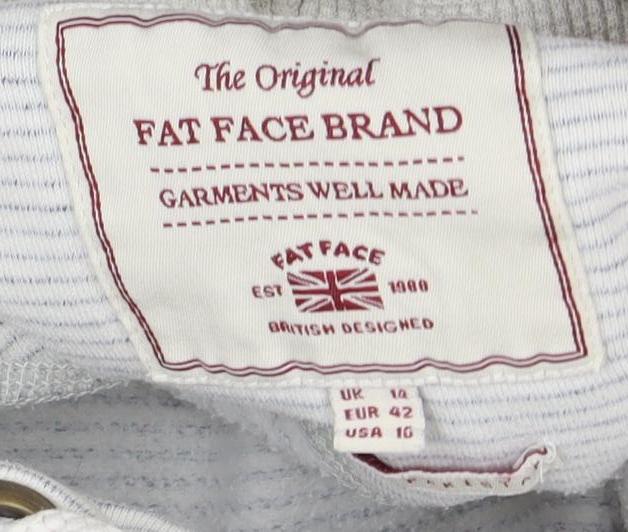 The Original
FAT FACE BRAND
GARMENTS WELL MADE
FAT FACE
EST 1988
BRITISH DESIGNED
UK 14
EUR 42
USA 10